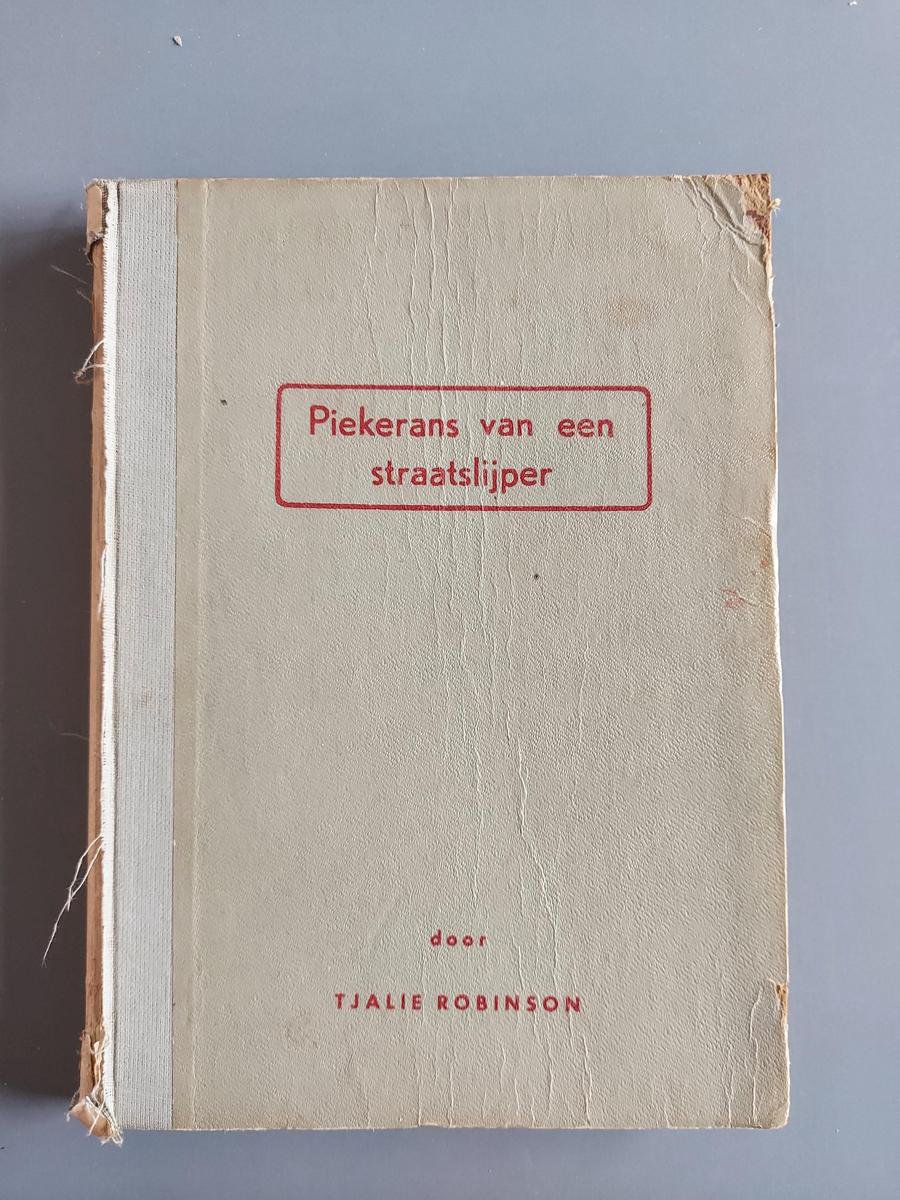 Piekerans van een
straatslijper
door
TJALIE ROBINSON